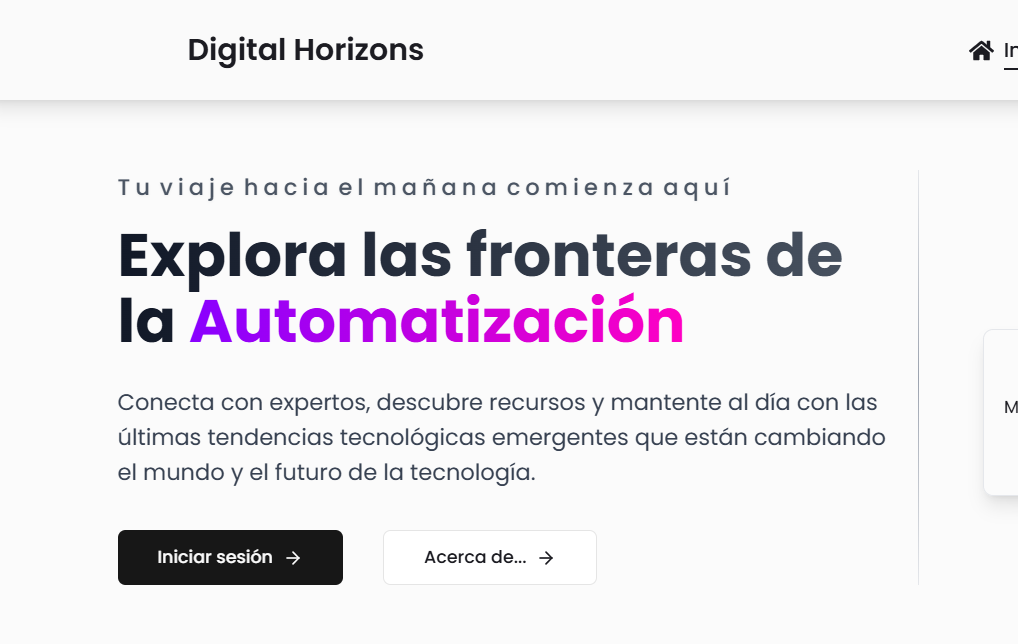 Digital Horizons
Tu viaje hacia el mañana comienza aquí
Explora las fronteras de
la Automatización
Conecta con expertos, descubre recursos y mantente al día con las
últimas tendencias tecnológicas emergentes que están cambiando
el mundo y el futuro de la tecnología.
Iniciar sesión
Acerca de...